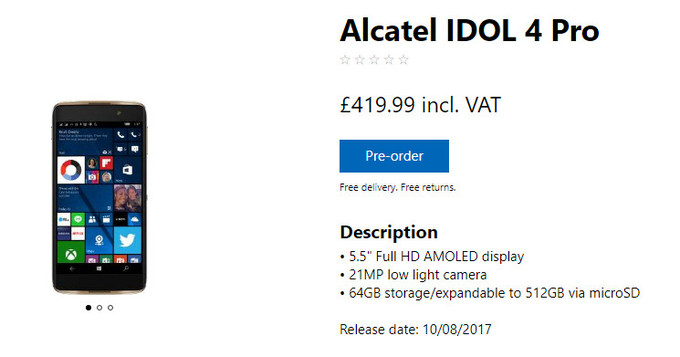 Alcatel IDOL 4 Pro
£419.99 incl. VAT
Pre-order
Free delivery. Free returns.
Description
• 5.5" Full HD AMOLED display
• 21MP low light camera
• 64GB storage/expandable to 512GB via microSD
Release date: 10/08/2017